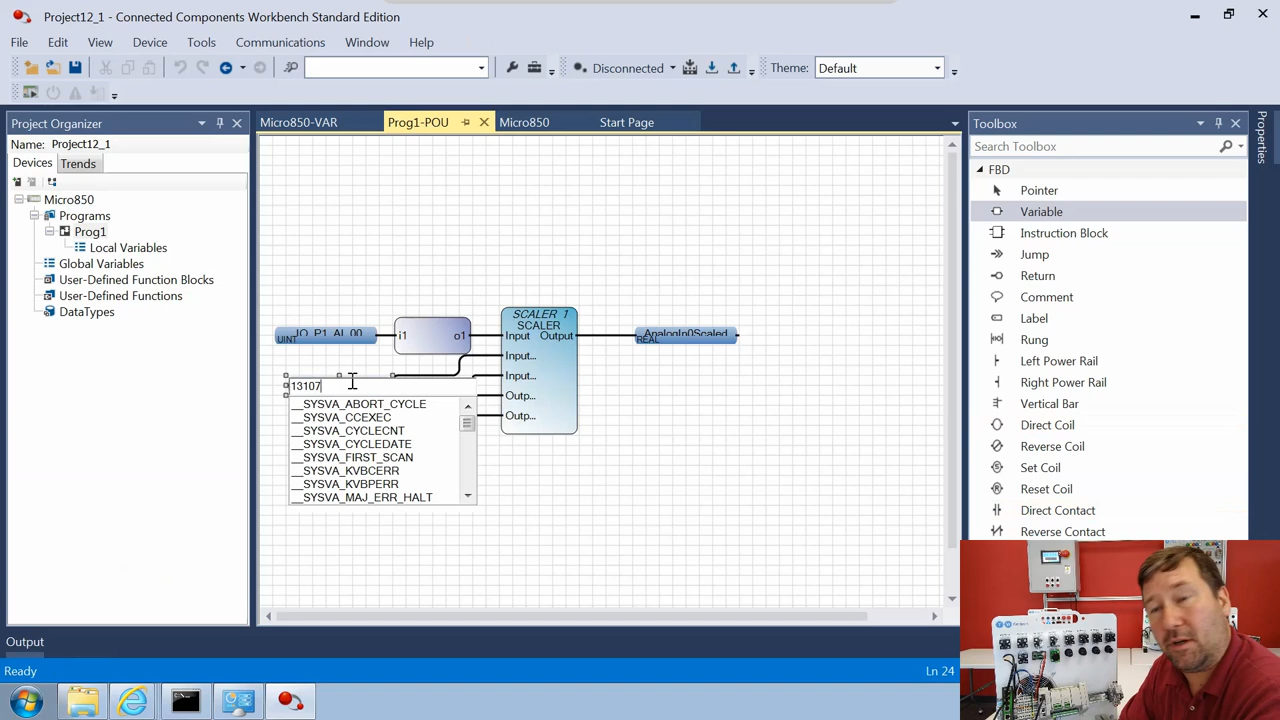 Project12_1 - Connected Components Workbench Standard Edition
File Edit View Device Tools Communications Window Help
Disconnected Theme: Default
Project Organizer
Name: Project12_1
Devices Trends
Micro850
Programs
Prog1
Local Variables
Global Variables
User-Defined Function Blocks
User-Defined Functions
DataTypes
Micro850-VAR Prog1-POU Micro850 Start Page
SCALER_1
SCALER
_IO_P1_AI_00
UINT
i1 o1
Input Output
AnalogIn0Scaled
REAL
Input...
Input...
Outp...
Outp...
13107
__SYSVA_ABORT_CYCLE
__SYSVA_CCEXEC
__SYSVA_CYCLECNT
__SYSVA_CYCLEDATE
__SYSVA_FIRST_SCAN
__SYSVA_KVBCERR
__SYSVA_KVBPERR
__SYSVA_MAJ_ERR_HALT
Toolbox
Search Toolbox
FBD
Pointer
Variable
Instruction Block
Jump
Return
Comment
Label
Rung
Left Power Rail
Right Power Rail
Vertical Bar
Direct Coil
Reverse Coil
Set Coil
Reset Coil
Direct Contact
Reverse Contact
Properties
Output
Ready Ln 24